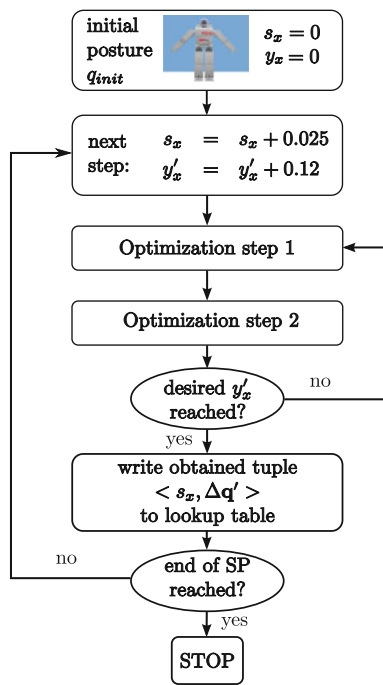 initial
posture
q_init
s_x = 0
y_x = 0
next
step:
s_x = s_x + 0.025
y'_x = y'_x + 0.12
Optimization step 1
Optimization step 2
desired y'_x
reached?
no
yes
write obtained tuple
< s_x, Δq' >
to lookup table
no
end of SP
reached?
yes
STOP